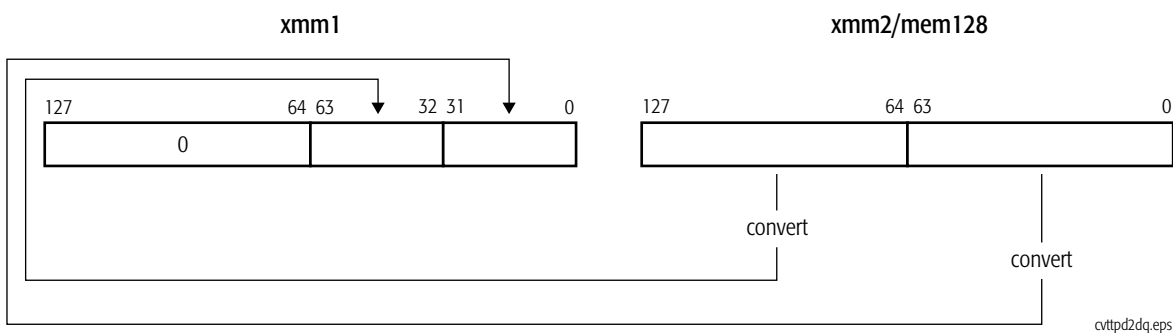 xmm1 xmm2/mem128
127 64 63 32 31 0 127 64 63 0
0
convert
convert
cvttpd2dq.eps